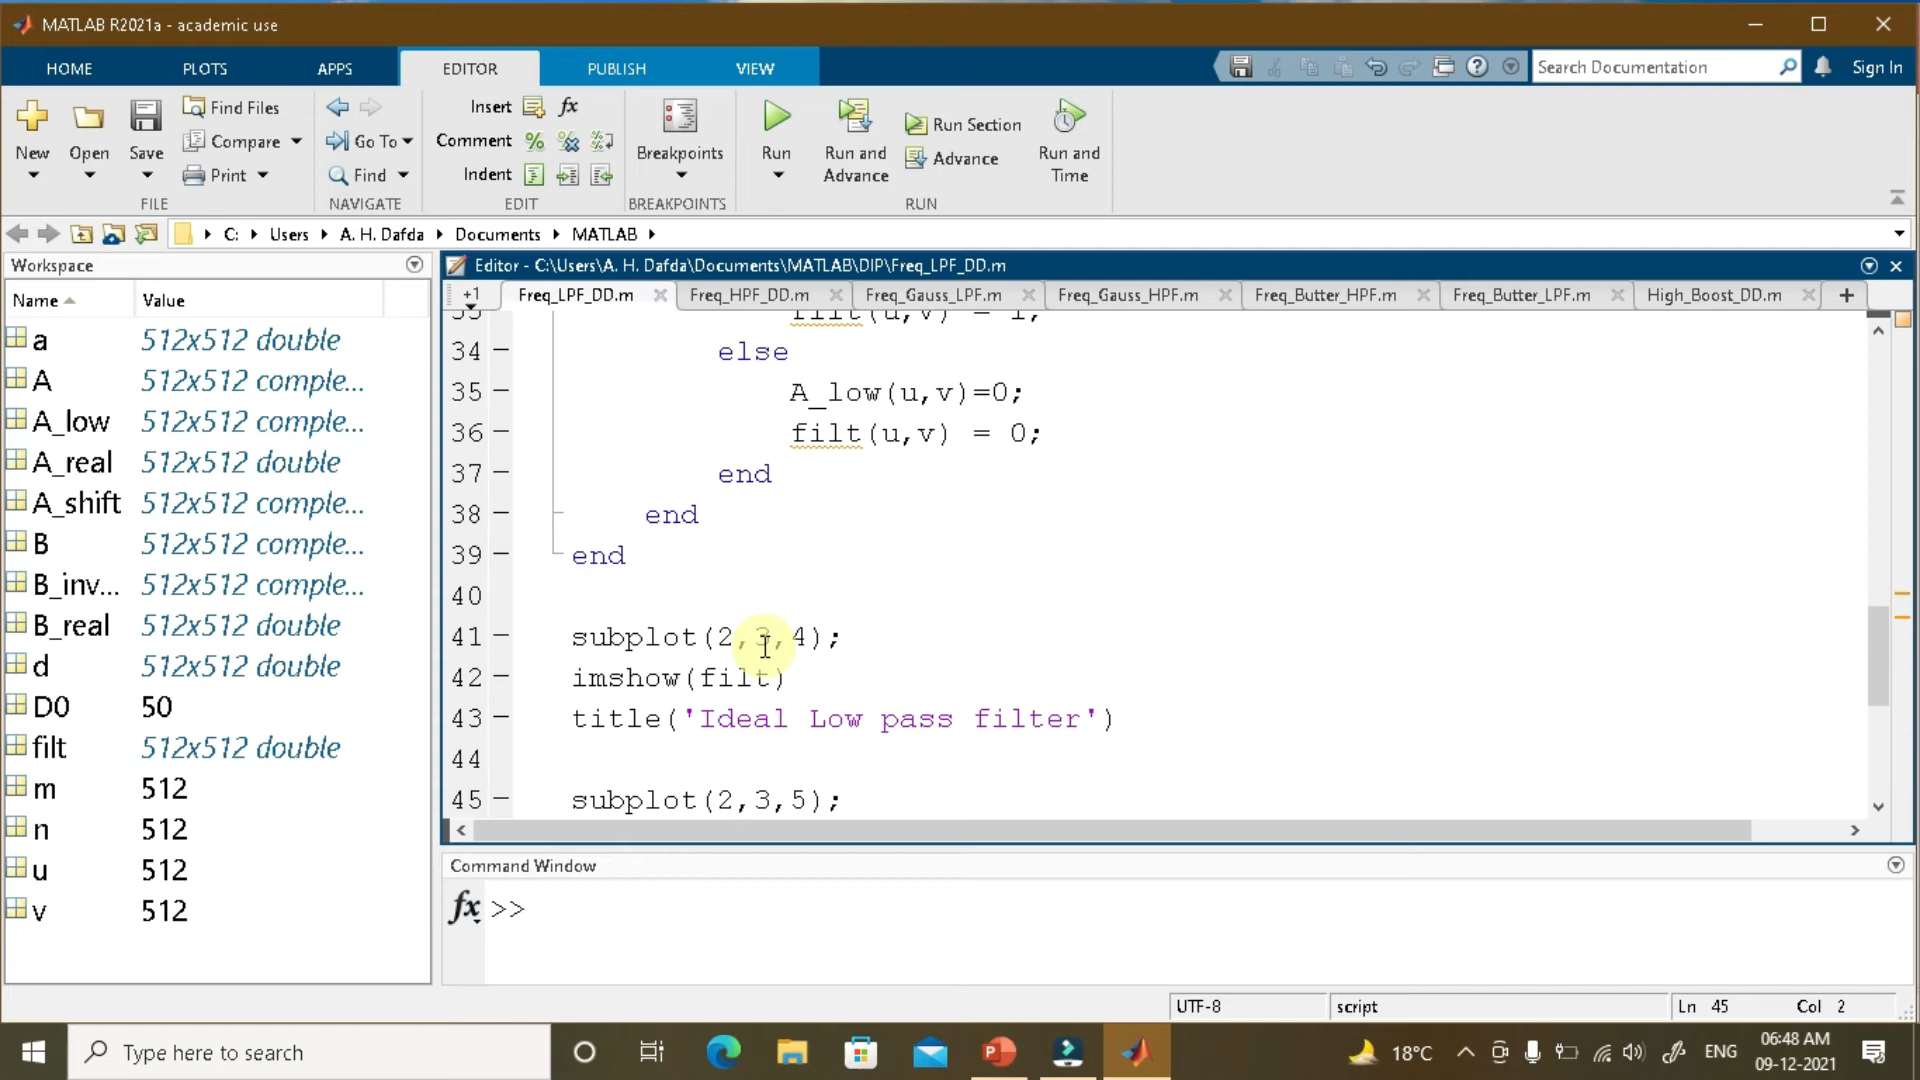 MATLAB R2021a - academic use
HOME PLOTS APPS EDITOR PUBLISH VIEW
Search Documentation
Sign In
New
Open
Save
Find Files
Compare
Print
FILE
Go To
Find
NAVIGATE
Insert
Comment
Indent
EDIT
Breakpoints
BREAKPOINTS
Run
Run and Advance
Run Section
Advance
Run and Time
RUN
C: Users A. H. Dafda Documents MATLAB
Workspace
Name Value
a 512x512 double
A 512x512 comple...
A_low 512x512 comple...
A_real 512x512 double
A_shift 512x512 comple...
B 512x512 comple...
B_inv... 512x512 comple...
B_real 512x512 double
d 512x512 double
D0 50
filt 512x512 double
m 512
n 512
u 512
v 512
Editor - C:\Users\A. H. Dafda\Documents\MATLAB\DIP\Freq_LPF_DD.m
+1 Freq_LPF_DD.m Freq_HPF_DD.m Freq_Gauss_LPF.m Freq_Gauss_HPF.m Freq_Butter_HPF.m Freq_Butter_LPF.m High_Boost_DD.m
33 filt(u,v) = 1;
34 else
35 A_low(u,v)=0;
36 filt(u,v) = 0;
37 end
38 end
39 end
40
41 subplot(2,3,4);
42 imshow(filt)
43 title('Ideal Low pass filter')
44
45 subplot(2,3,5);
Command Window
fx >>
UTF-8 script Ln 45 Col 2
Type here to search
18°C ENG
06:48 AM
09-12-2021